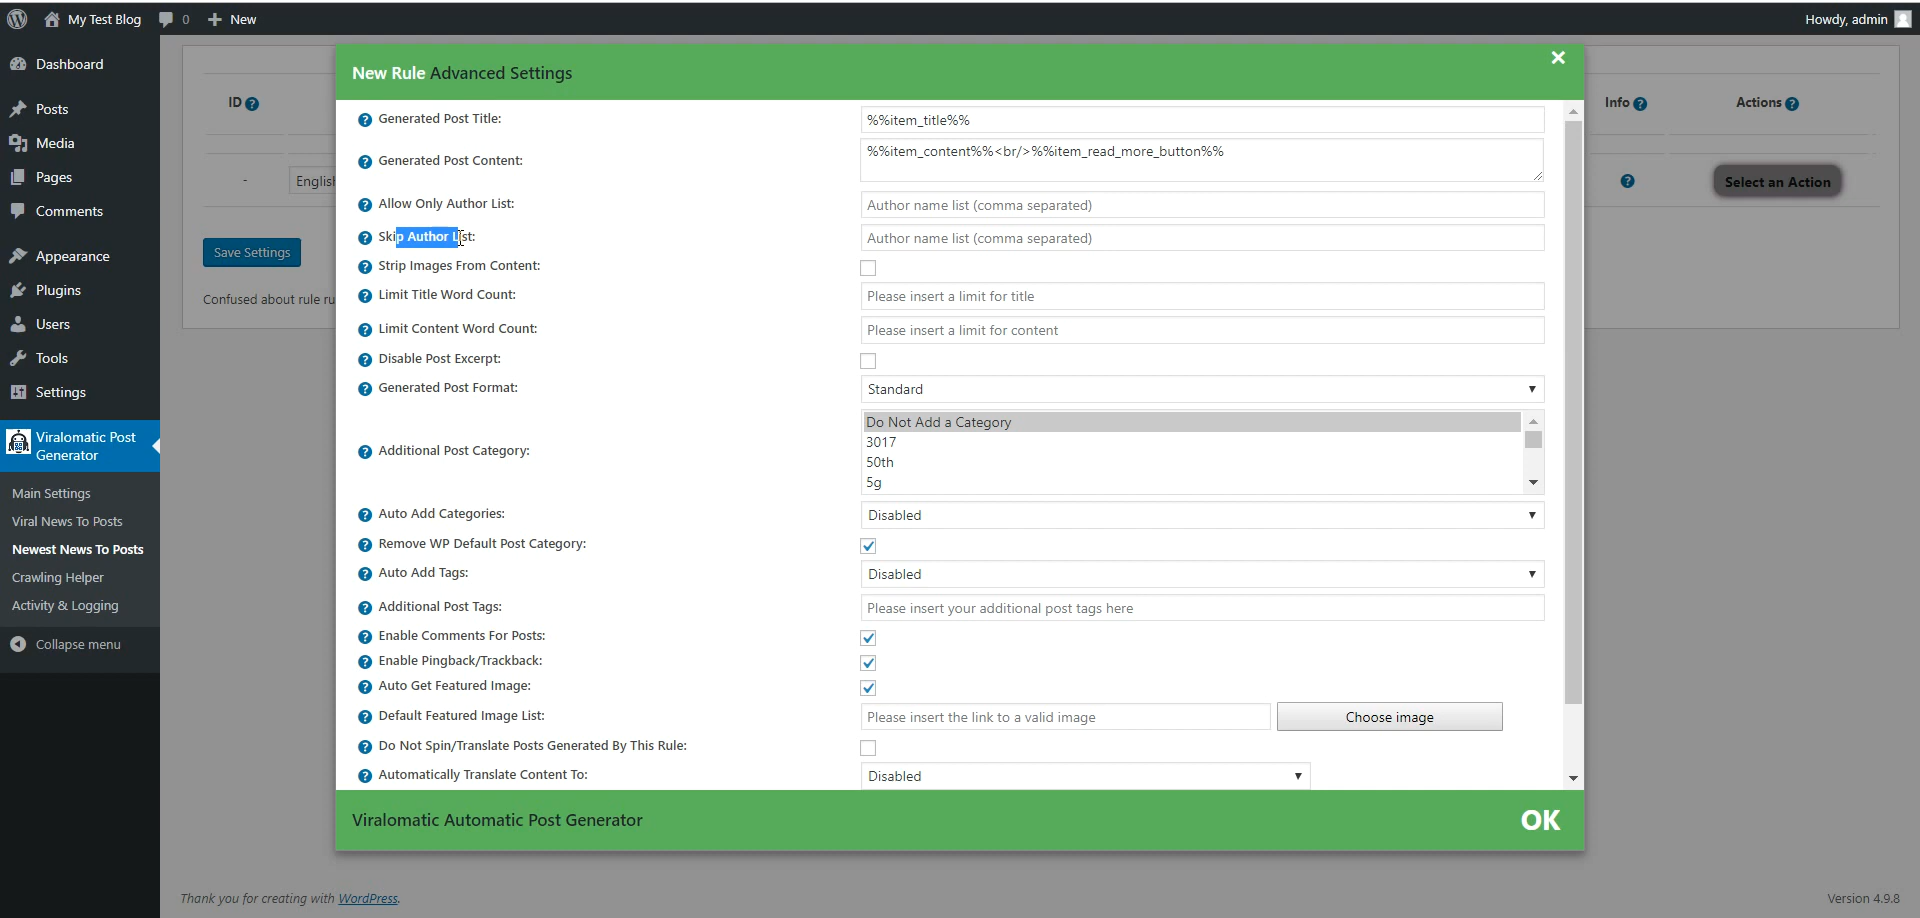 My Test Blog 0 New Howdy, admin
Dashboard
Posts
Media
Pages
Comments
Appearance
Plugins
Users
Tools
Settings
Viralomatic Post
Generator
Main Settings
Viral News To Posts
Newest News To Posts
Crawling Helper
Activity & Logging
Collapse menu
ID
-
English
Save Settings
Confused about rule ru
Info
Actions
Select an Action
New Rule Advanced Settings
Generated Post Title: %%item_title%%
Generated Post Content: %%item_content%%<br/>%%item_read_more_button%%
Allow Only Author List: Author name list (comma separated)
Skip Author List: Author name list (comma separated)
Strip Images From Content:
Limit Title Word Count: Please insert a limit for title
Limit Content Word Count: Please insert a limit for content
Disable Post Excerpt:
Generated Post Format: Standard
Additional Post Category:
Do Not Add a Category
3017
50th
5g
Auto Add Categories: Disabled
Remove WP Default Post Category:
Auto Add Tags: Disabled
Additional Post Tags: Please insert your additional post tags here
Enable Comments For Posts:
Enable Pingback/Trackback:
Auto Get Featured Image:
Default Featured Image List: Please insert the link to a valid image Choose image
Do Not Spin/Translate Posts Generated By This Rule:
Automatically Translate Content To: Disabled
Viralomatic Automatic Post Generator OK
Thank you for creating with WordPress. Version 4.9.8